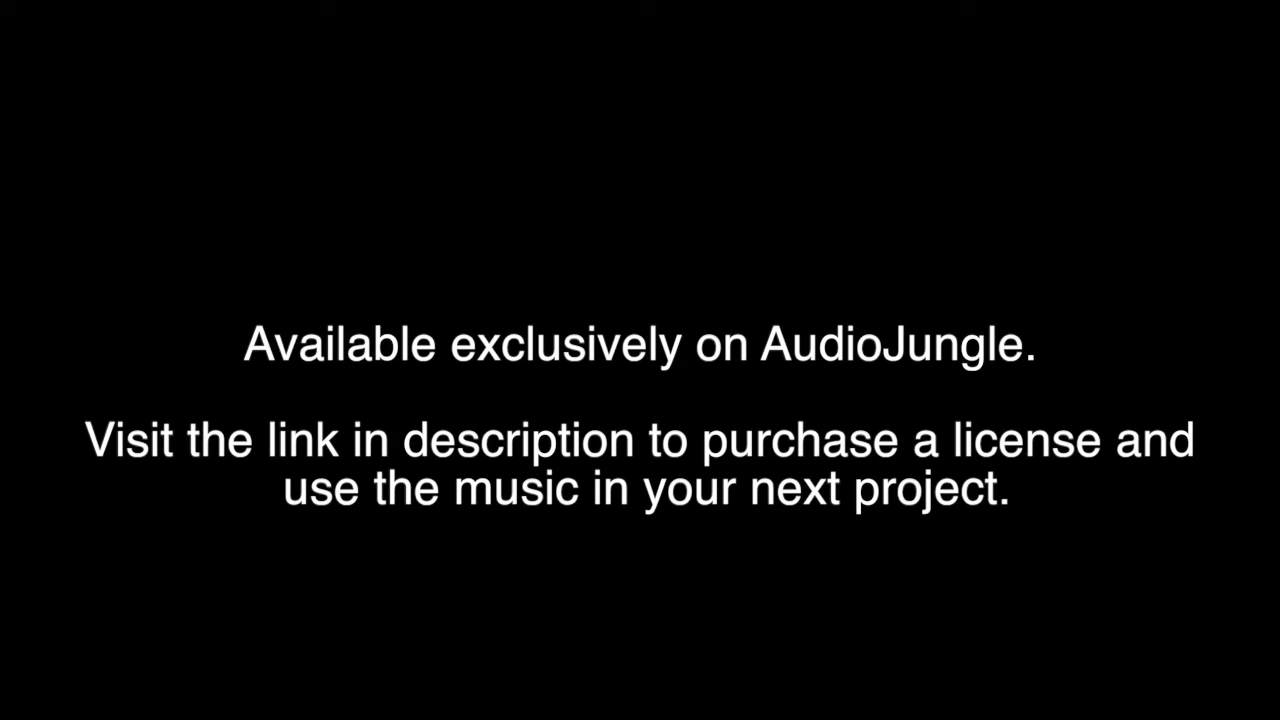 Available exclusively on AudioJungle.
Visit the link in description to purchase a license and
use the music in your next project.